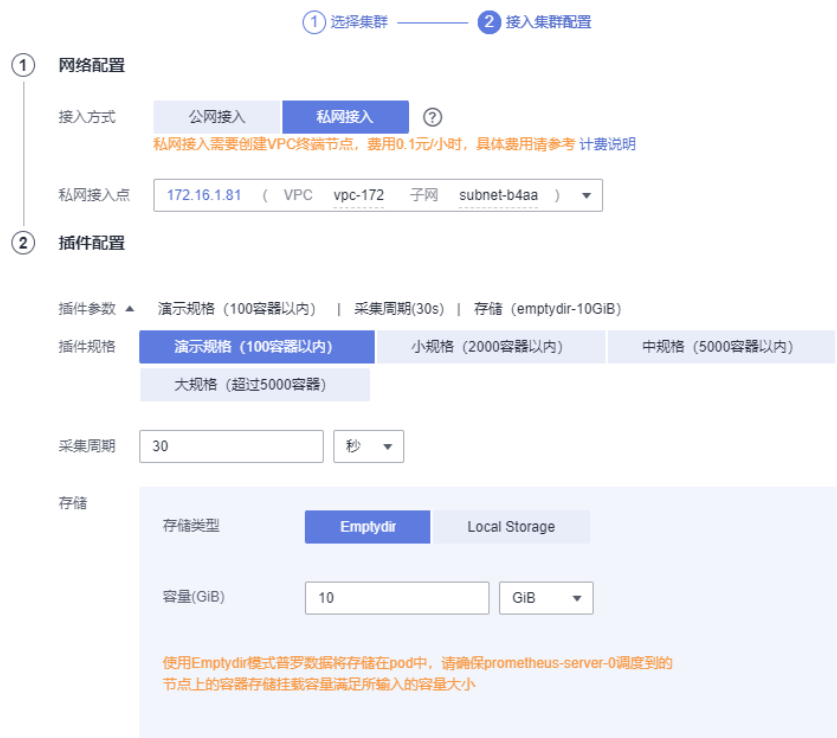 1 选择集群 2 接入集群配置
1 网络配置
接入方式 公网接入 私网接入 ?
私网接入需要创建VPC终端节点，费用0.1元/小时，具体费用请参考 计费说明
私网接入点 172.16.1.81 ( VPC vpc-172 子网 subnet-b4aa )
2 插件配置
插件参数 演示规格（100容器以内） | 采集周期(30s) | 存储（emptydir-10GiB）
插件规格 演示规格（100容器以内） 小规格（2000容器以内） 中规格（5000容器以内）
大规格（超过5000容器）
采集周期 30 秒
存储
存储类型 Emptydir Local Storage
容量(GiB) 10 GiB
使用Emptydir模式普罗数据将存储在pod中，请确保prometheus-server-0调度到的
节点上的容器存储挂载容量满足所输入的容量大小